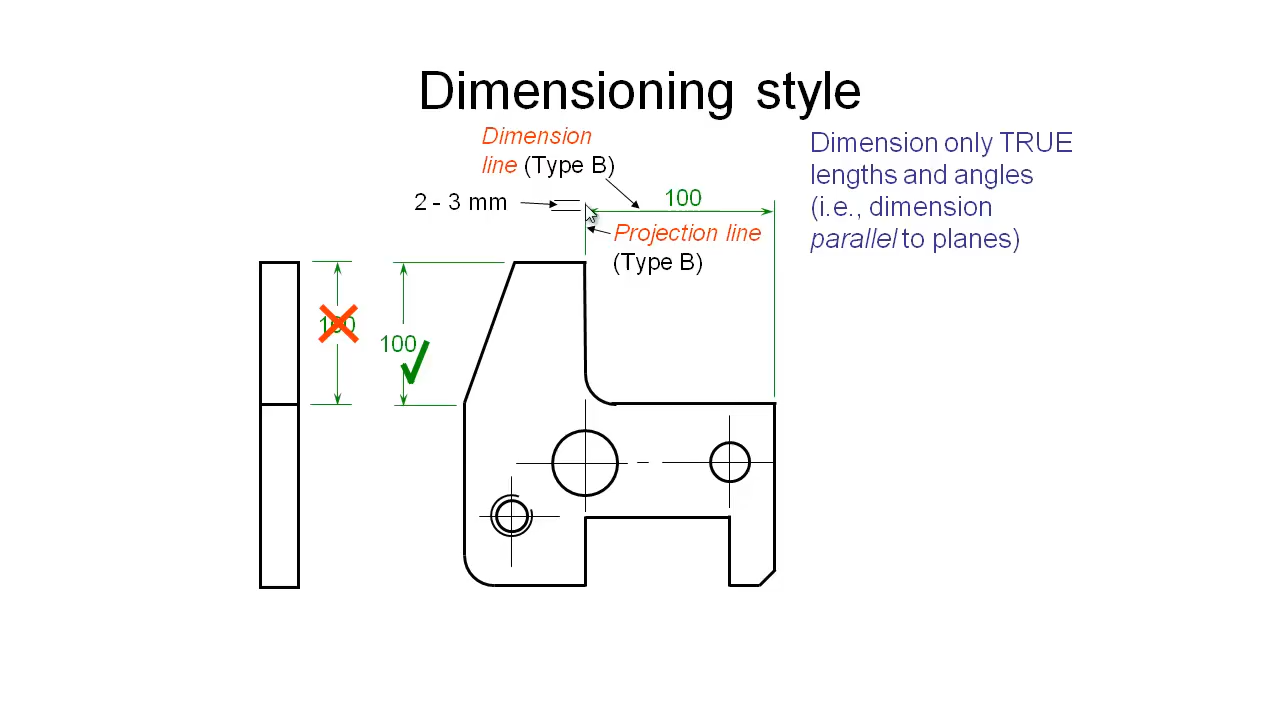 Dimensioning style
Dimension
line (Type B)
Dimension only TRUE
lengths and angles
(i.e., dimension
parallel to planes)
2 - 3 mm
100
Projection line
(Type B)
100
100